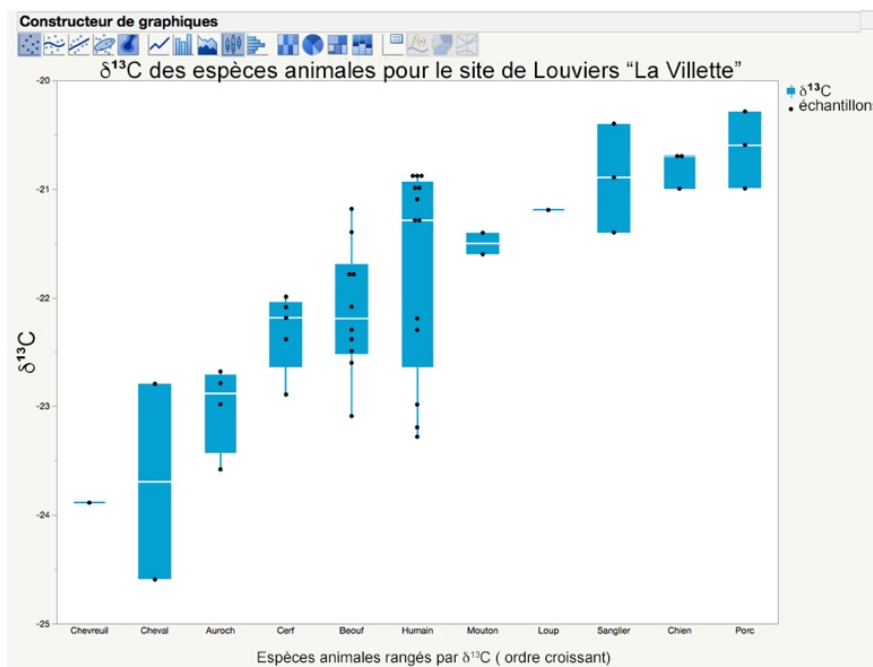 Constructeur de graphiques
δ¹³C des espèces animales pour le site de Louviers “La Villette”
δ¹³C
échantillons
-20
-21
-22
-23
-24
-25
δ¹³C
Chevreuil Cheval Auroch Cerf Beouf Humain Mouton Loup Sanglier Chien Porc
Espèces animales rangés par δ¹³C ( ordre croissant)